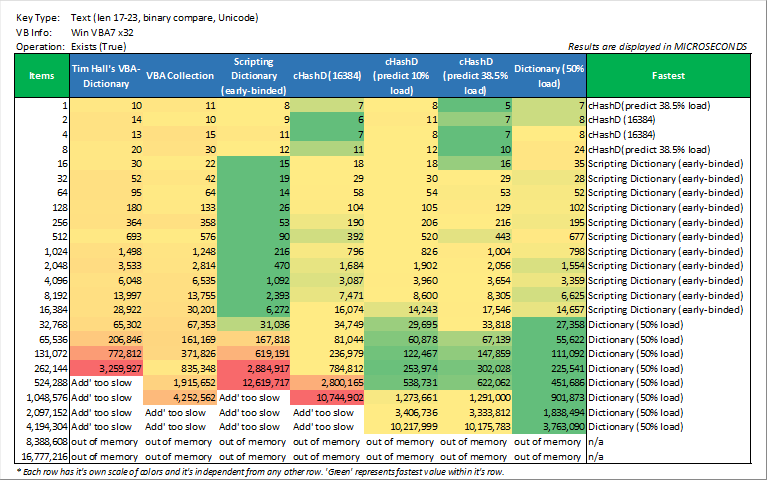 Key Type: Text (len 17-23, binary compare, Unicode)
VB Info: Win VBA7 x32
Operation: Exists (True)
Results are displayed in MICROSECONDS
Items Tim Hall's VBA-Dictionary VBA Collection Scripting Dictionary (early-binded) cHashD (16384) cHashD (predict 10% load) cHashD (predict 38.5% load) Dictionary (50% load) Fastest
1 10 11 8 7 8 5 7 cHashD(predict 38.5% load)
2 14 10 9 6 11 7 8 cHashD (16384)
4 13 15 11 7 8 7 8 cHashD (16384)
8 20 30 12 11 12 10 24 cHashD(predict 38.5% load)
16 30 22 15 18 18 16 35 Scripting Dictionary (early-binded)
32 52 42 19 29 30 29 28 Scripting Dictionary (early-binded)
64 95 64 14 58 54 53 52 Scripting Dictionary (early-binded)
128 180 133 26 104 105 129 102 Scripting Dictionary (early-binded)
256 364 358 53 190 206 216 195 Scripting Dictionary (early-binded)
512 693 576 90 392 520 443 677 Scripting Dictionary (early-binded)
1,024 1,498 1,248 216 796 826 1,004 798 Scripting Dictionary (early-binded)
2,048 3,533 2,814 470 1,684 1,902 2,056 1,554 Scripting Dictionary (early-binded)
4,096 6,048 6,535 1,092 3,087 3,960 3,654 3,359 Scripting Dictionary (early-binded)
8,192 13,997 13,755 2,393 7,471 8,600 8,305 6,625 Scripting Dictionary (early-binded)
16,384 28,922 30,201 6,272 16,074 14,243 17,546 14,657 Scripting Dictionary (early-binded)
32,768 65,302 67,353 31,036 34,749 29,695 33,818 27,358 Dictionary (50% load)
65,536 206,846 161,169 167,818 81,044 60,878 67,139 55,622 Dictionary (50% load)
131,072 772,812 371,826 619,191 236,979 122,467 147,859 111,092 Dictionary (50% load)
262,144 3,259,927 835,348 2,884,917 784,812 253,974 302,028 225,541 Dictionary (50% load)
524,288 Add' too slow 1,915,652 12,619,717 2,800,165 538,731 622,062 451,686 Dictionary (50% load)
1,048,576 Add' too slow 4,252,562 Add' too slow 10,744,902 1,273,661 1,291,000 901,873 Dictionary (50% load)
2,097,152 Add' too slow Add' too slow Add' too slow Add' too slow 3,406,736 3,333,812 1,838,494 Dictionary (50% load)
4,194,304 Add' too slow Add' too slow Add' too slow Add' too slow 10,217,999 10,175,783 3,763,090 Dictionary (50% load)
8,388,608 out of memory out of memory out of memory out of memory out of memory out of memory out of memory n/a
16,777,216 out of memory out of memory out of memory out of memory out of memory out of memory out of memory n/a
* Each row has it's own scale of colors and it's independent from any other row. 'Green' represents fastest value within it's row.